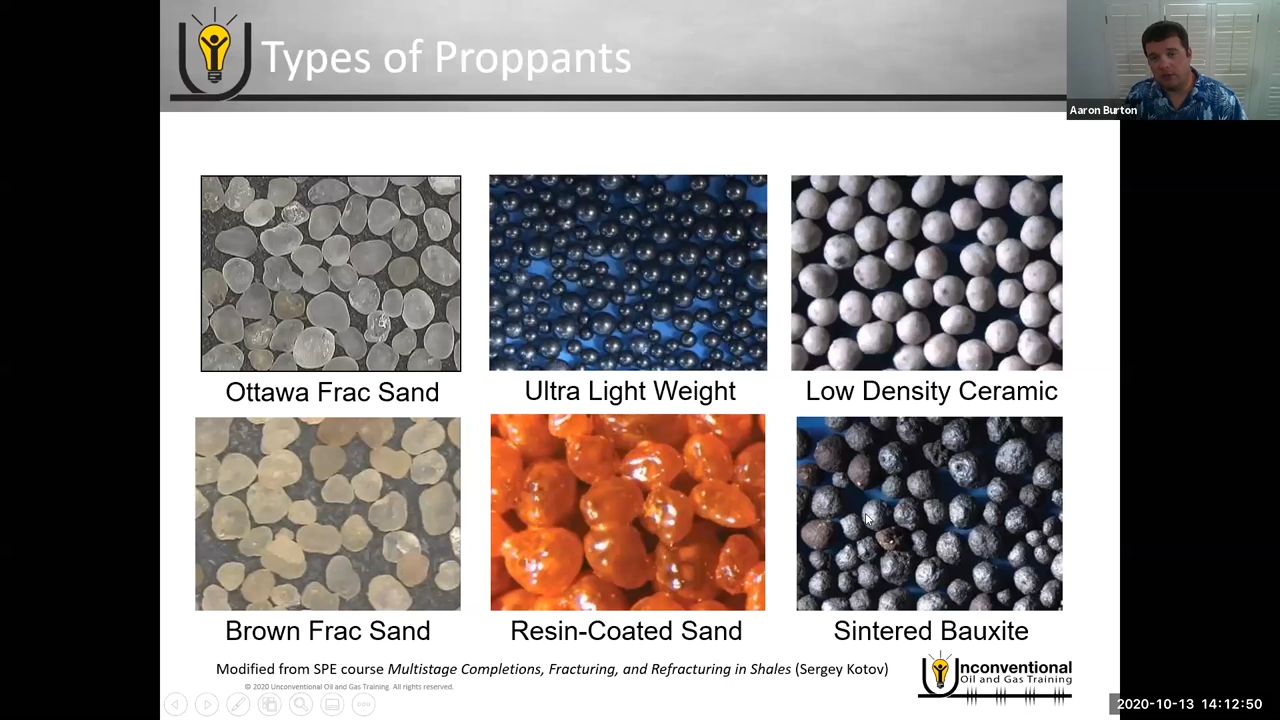 Types of Proppants
Aaron Burton
Ottawa Frac Sand
Ultra Light Weight
Low Density Ceramic
Brown Frac Sand
Resin-Coated Sand
Sintered Bauxite
Modified from SPE course Multistage Completions, Fracturing, and Refracturing in Shales (Sergey Kotov)
© 2020 Unconventional Oil and Gas Training. All rights reserved.
Unconventional
Oil and Gas Training
2020-10-13 14:12:50